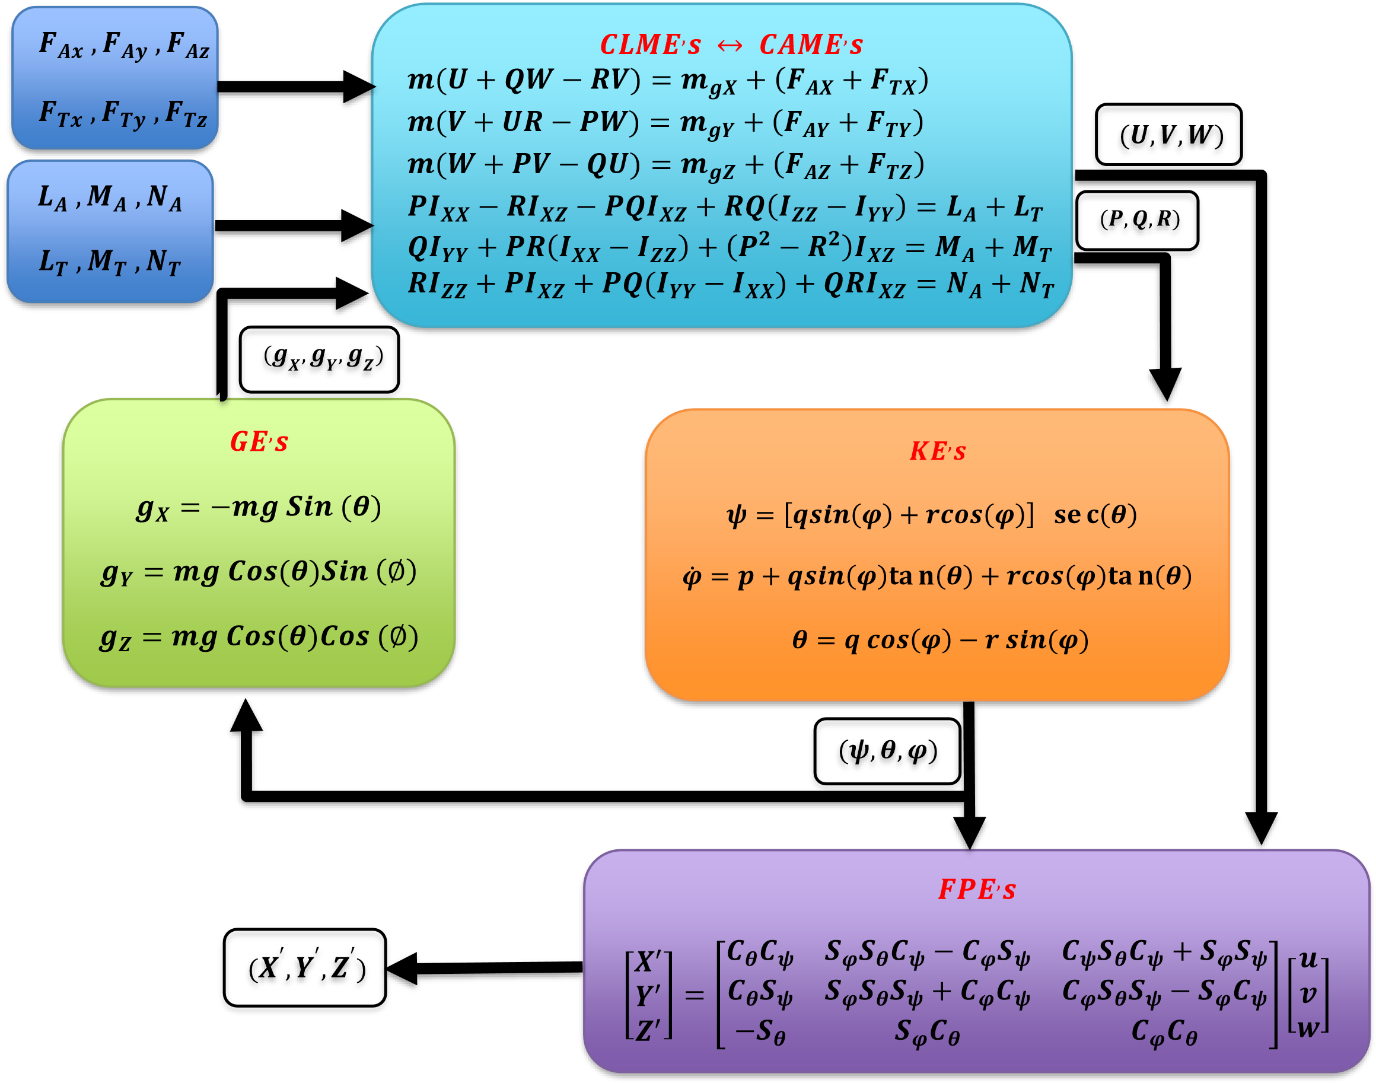 F_Ax , F_Ay , F_Az
F_Tx , F_Ty , F_Tz
L_A , M_A , N_A
L_T , M_T , N_T
CLME's ↔ CAME's
m(U + QW − RV) = m_gX + (F_AX + F_TX)
m(V + UR − PW) = m_gY + (F_AY + F_TY)
m(W + PV − QU) = m_gZ + (F_AZ + F_TZ)
PI_XX − RI_XZ − PQI_XZ + RQ(I_ZZ − I_YY) = L_A + L_T
QI_YY + PR(I_XX − I_ZZ) + (P² − R²)I_XZ = M_A + M_T
RI_ZZ + PI_XZ + PQ(I_YY − I_XX) + QRI_XZ = N_A + N_T
(U, V, W)
(P, Q, R)
(g_X, g_Y, g_Z)
GE's
g_X = −mg Sin (θ)
g_Y = mg Cos(θ)Sin (∅)
g_Z = mg Cos(θ)Cos (∅)
KE's
ψ = [qsin(φ) + rcos(φ)] se c(θ)
φ̇ = p + qsin(φ)ta n(θ) + rcos(φ)ta n(θ)
θ = q cos(φ) − r sin(φ)
(ψ, θ, φ)
FPE's
[X′ Y′ Z′] = [C_θC_ψ S_φS_θC_ψ − C_φS_ψ C_ψS_θC_ψ + S_φS_ψ
C_θS_ψ S_φS_θS_ψ + C_φC_ψ C_φS_θS_ψ − S_φC_ψ
−S_θ S_φC_θ C_φC_θ] [u v w]
(X′, Y′, Z′)